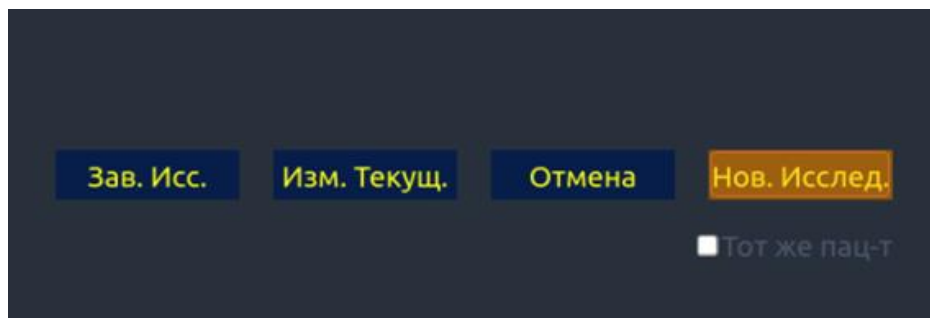 Зав. Исс. Изм. Текущ. Отмена Нов. Исслед.
Тот же пац-т